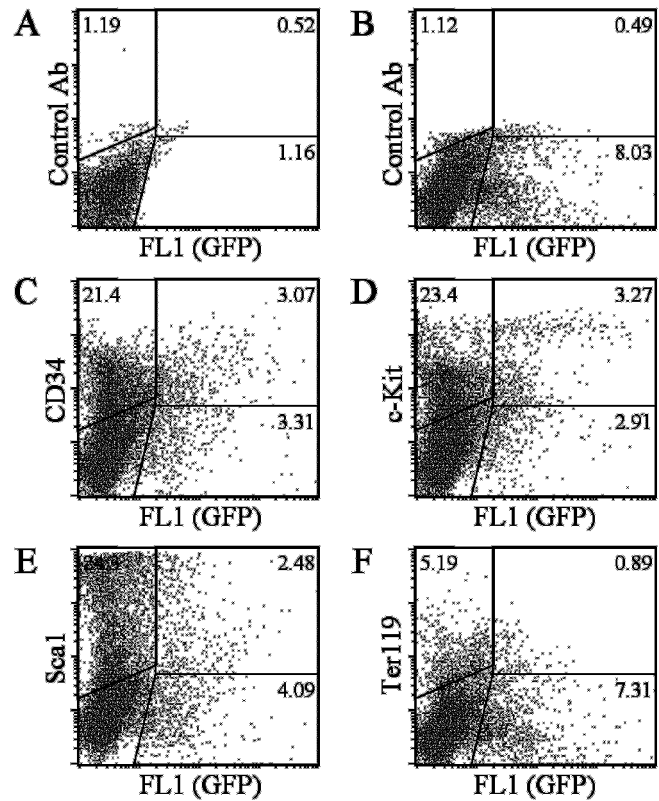 A
1.19
0.52
Control Ab
1.16
FL1 (GFP)
B
1.12
0.49
Control Ab
8.03
FL1 (GFP)
C
21.4
3.07
CD34
3.31
FL1 (GFP)
D
23.4
3.27
c-Kit
2.91
FL1 (GFP)
E
2.48
Sca1
4.09
FL1 (GFP)
F
5.19
0.89
Ter119
7.31
FL1 (GFP)